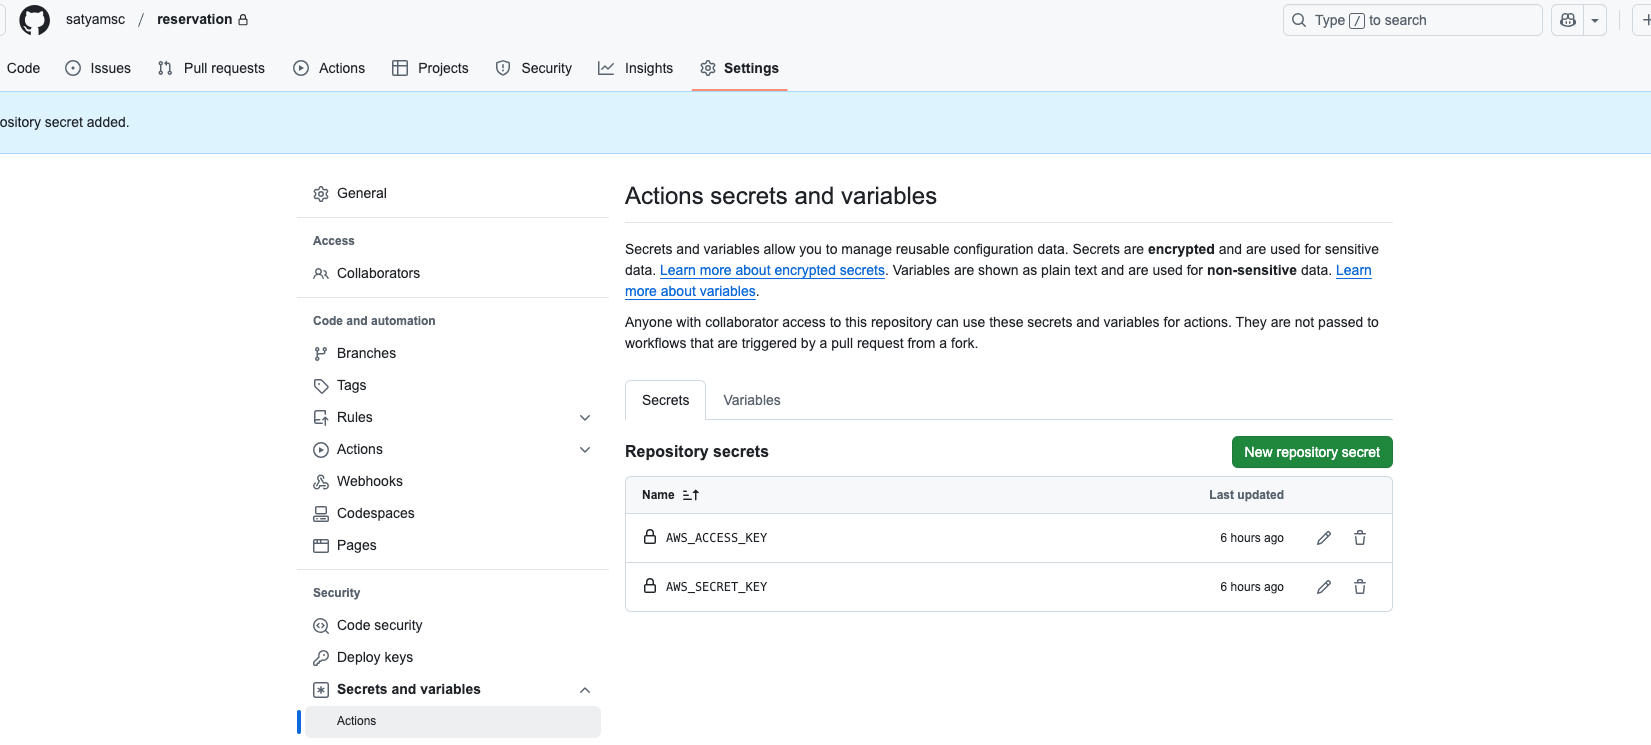 satyamsc / reservation
Type / to search
Code
Issues
Pull requests
Actions
Projects
Security
Insights
Settings
ository secret added.
General
Access
Collaborators
Code and automation
Branches
Tags
Rules
Actions
Webhooks
Codespaces
Pages
Security
Code security
Deploy keys
Secrets and variables
Actions
Actions secrets and variables
Secrets and variables allow you to manage reusable configuration data. Secrets are encrypted and are used for sensitive
data. Learn more about encrypted secrets. Variables are shown as plain text and are used for non-sensitive data. Learn
more about variables.
Anyone with collaborator access to this repository can use these secrets and variables for actions. They are not passed to
workflows that are triggered by a pull request from a fork.
Secrets
Variables
Repository secrets
New repository secret
Name
Last updated
AWS_ACCESS_KEY
6 hours ago
AWS_SECRET_KEY
6 hours ago